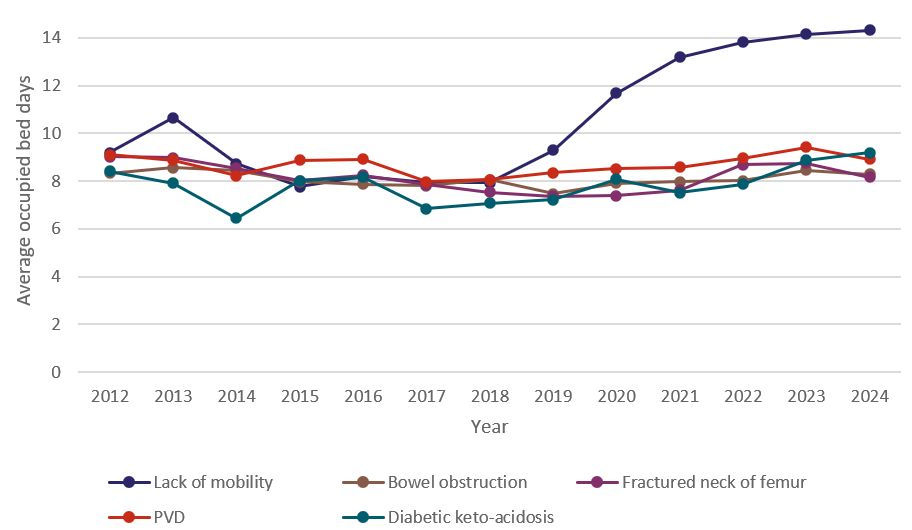 14
12
10
8
6
4
2
0
Average occupied bed days
2012 2013 2014 2015 2016 2017 2018 2019 2020 2021 2022 2023 2024
Year
Lack of mobility Bowel obstruction Fractured neck of femur
PVD Diabetic keto-acidosis